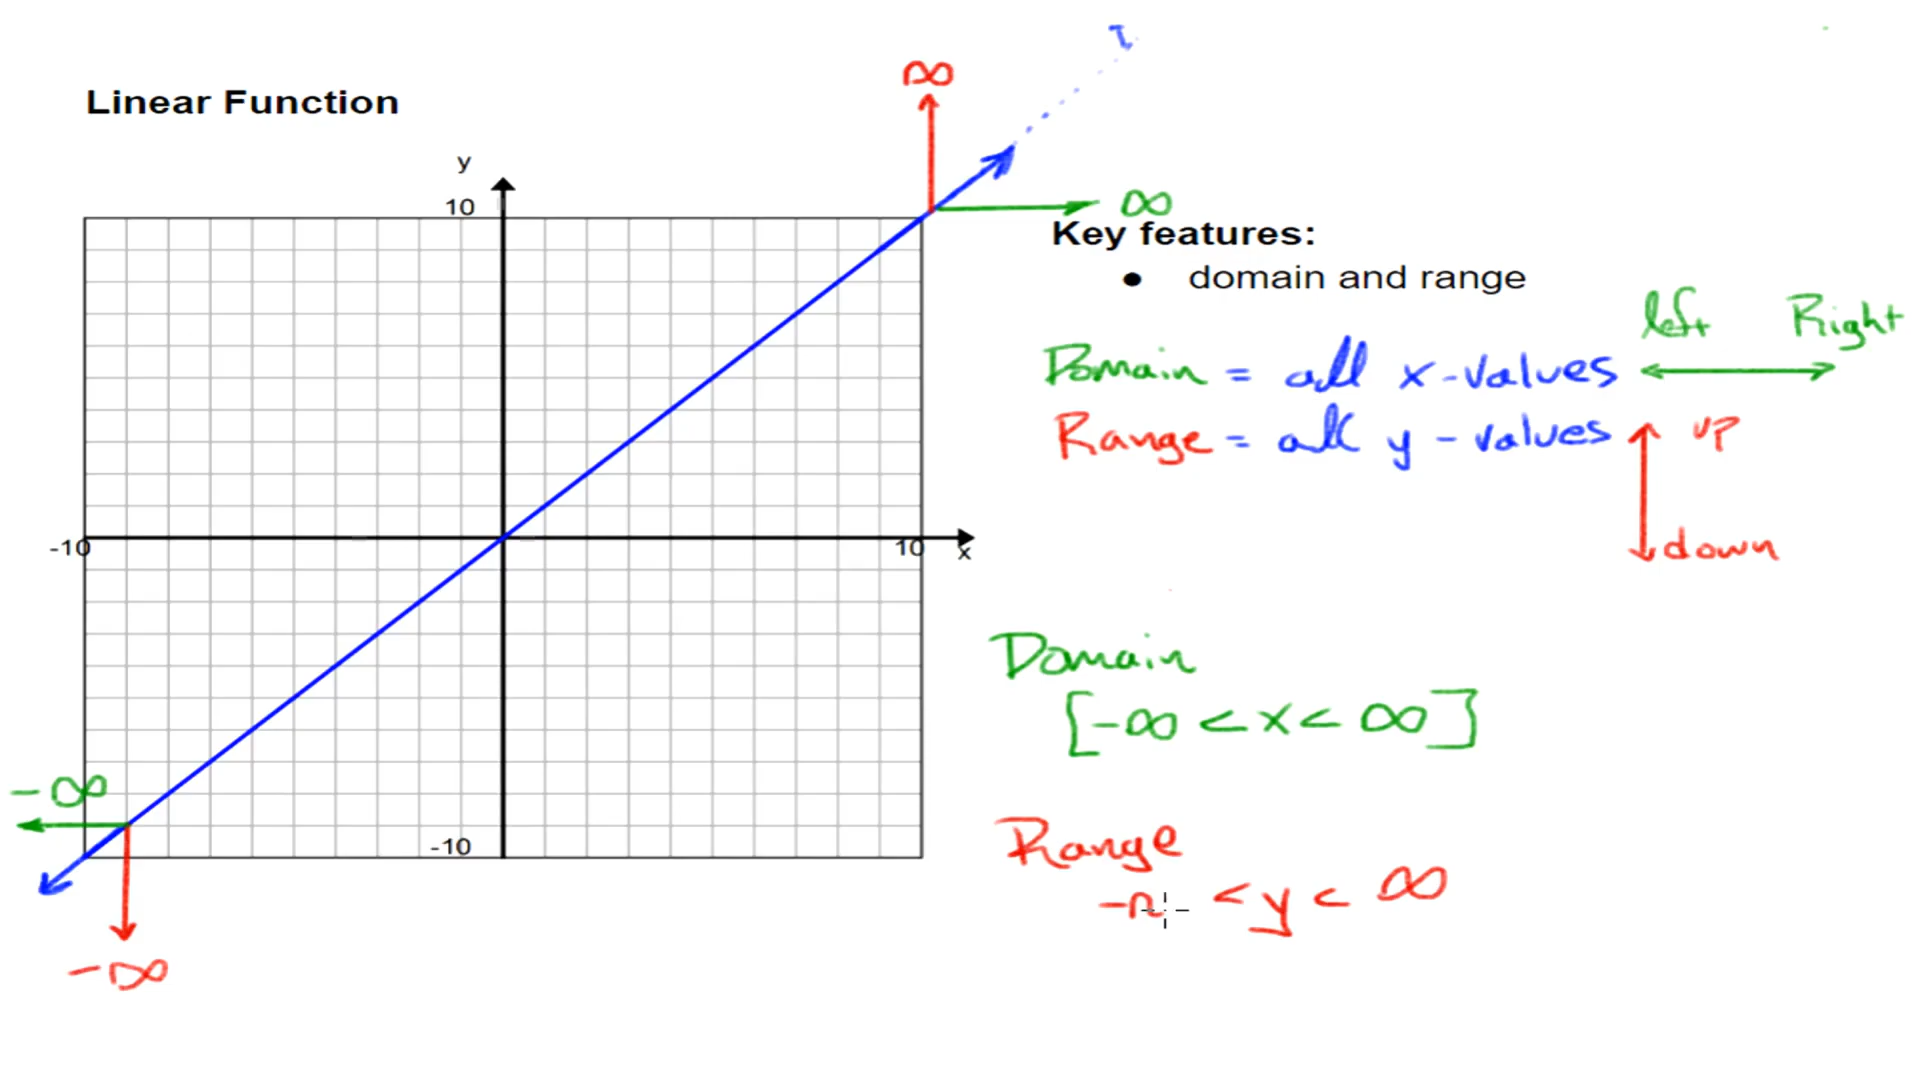 ∞
Linear Function
y
10
∞
Key features:
● domain and range
left Right
Domain = all x-values
Range = all y-values up
down
-10
10
x
Domain
[-∞ < x < ∞]
-∞
-10
Range
< y < ∞
-∞